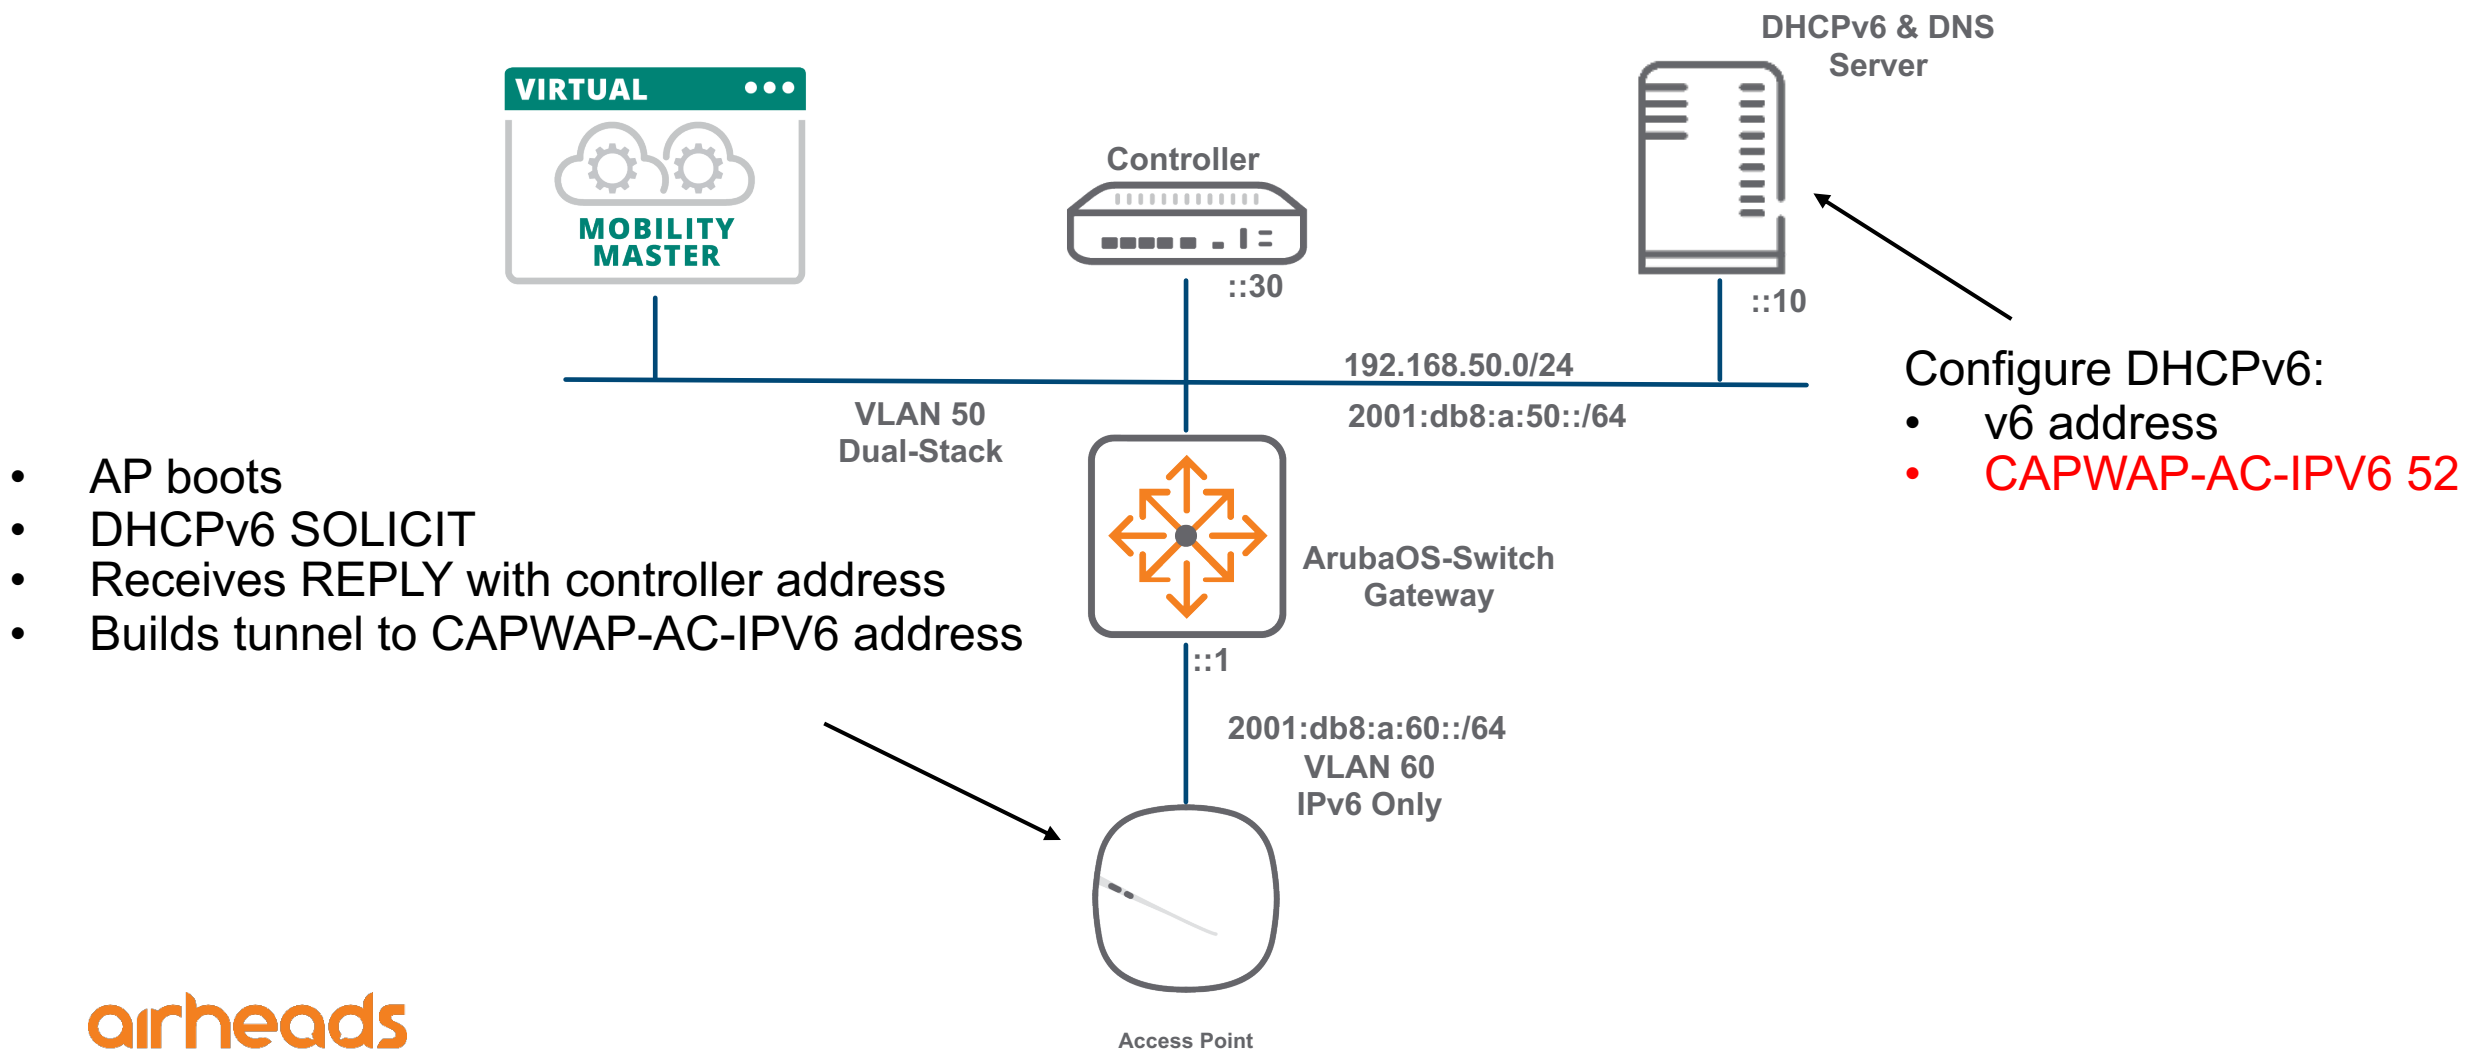 DHCPv6 & DNS
Server
VIRTUAL
MOBILITY
MASTER
Controller
::30
::10
192.168.50.0/24
2001:db8:a:50::/64
VLAN 50
Dual-Stack
Configure DHCPv6:
• v6 address
• CAPWAP-AC-IPV6 52
• AP boots
• DHCPv6 SOLICIT
• Receives REPLY with controller address
• Builds tunnel to CAPWAP-AC-IPV6 address
ArubaOS-Switch
Gateway
::1
2001:db8:a:60::/64
VLAN 60
IPv6 Only
Access Point
airheads